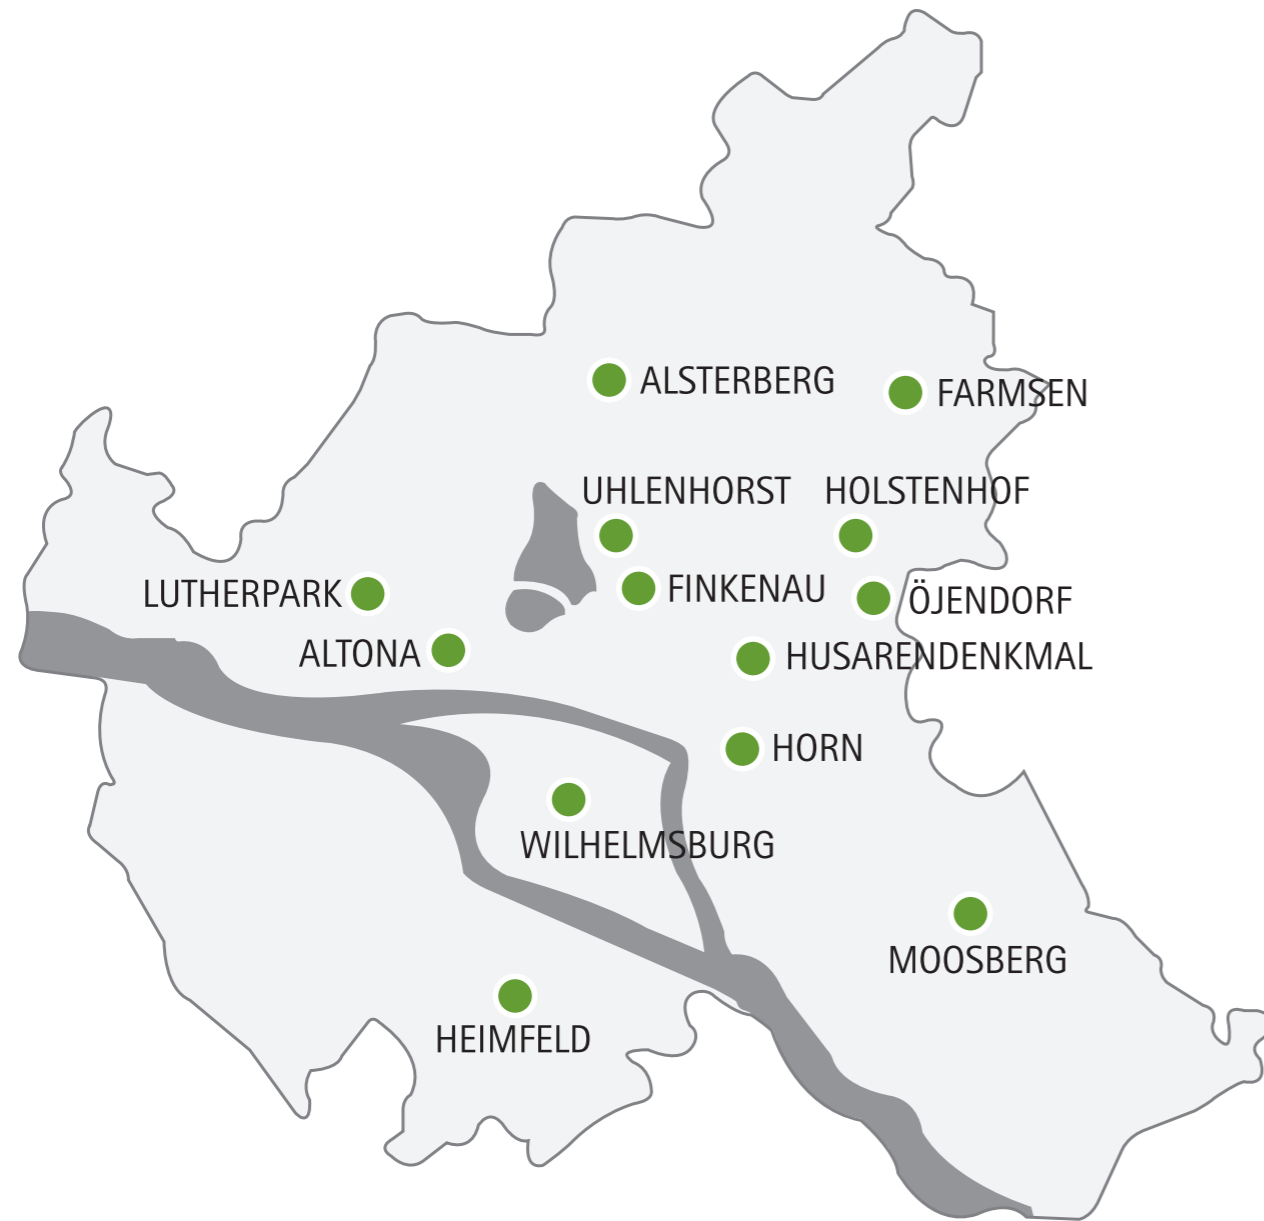 ALSTERBERG
FARMSEN
UHLENHORST
HOLSTENHOF
LUTHERPARK
FINKENAU
ÖJENDORF
ALTONA
HUSARENDENKMAL
HORN
WILHELMSBURG
MOOSBERG
HEIMFELD